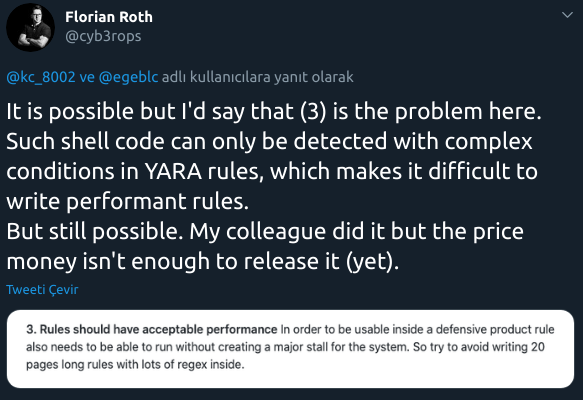 Florian Roth
@cyb3rops
@kc_8002 ve @egeblc adlı kullanıcılara yanıt olarak
It is possible but I'd say that (3) is the problem here.
Such shell code can only be detected with complex
conditions in YARA rules, which makes it difficult to
write performant rules.
But still possible. My colleague did it but the price
money isn't enough to release it (yet).
Tweeti Çevir
3. Rules should have acceptable performance In order to be usable inside a defensive product rule
also needs to be able to run without creating a major stall for the system. So try to avoid writing 20
pages long rules with lots of regex inside.